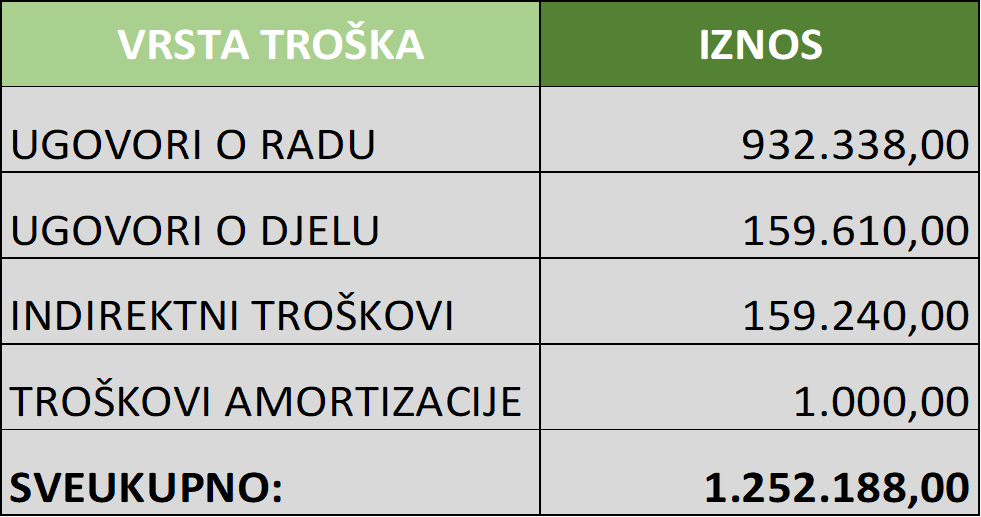 VRSTA TROŠKA IZNOS
UGOVORI O RADU 932.338,00
UGOVORI O DJELU 159.610,00
INDIREKTNI TROŠKOVI 159.240,00
TROŠKOVI AMORTIZACIJE 1.000,00
SVEUKUPNO: 1.252.188,00